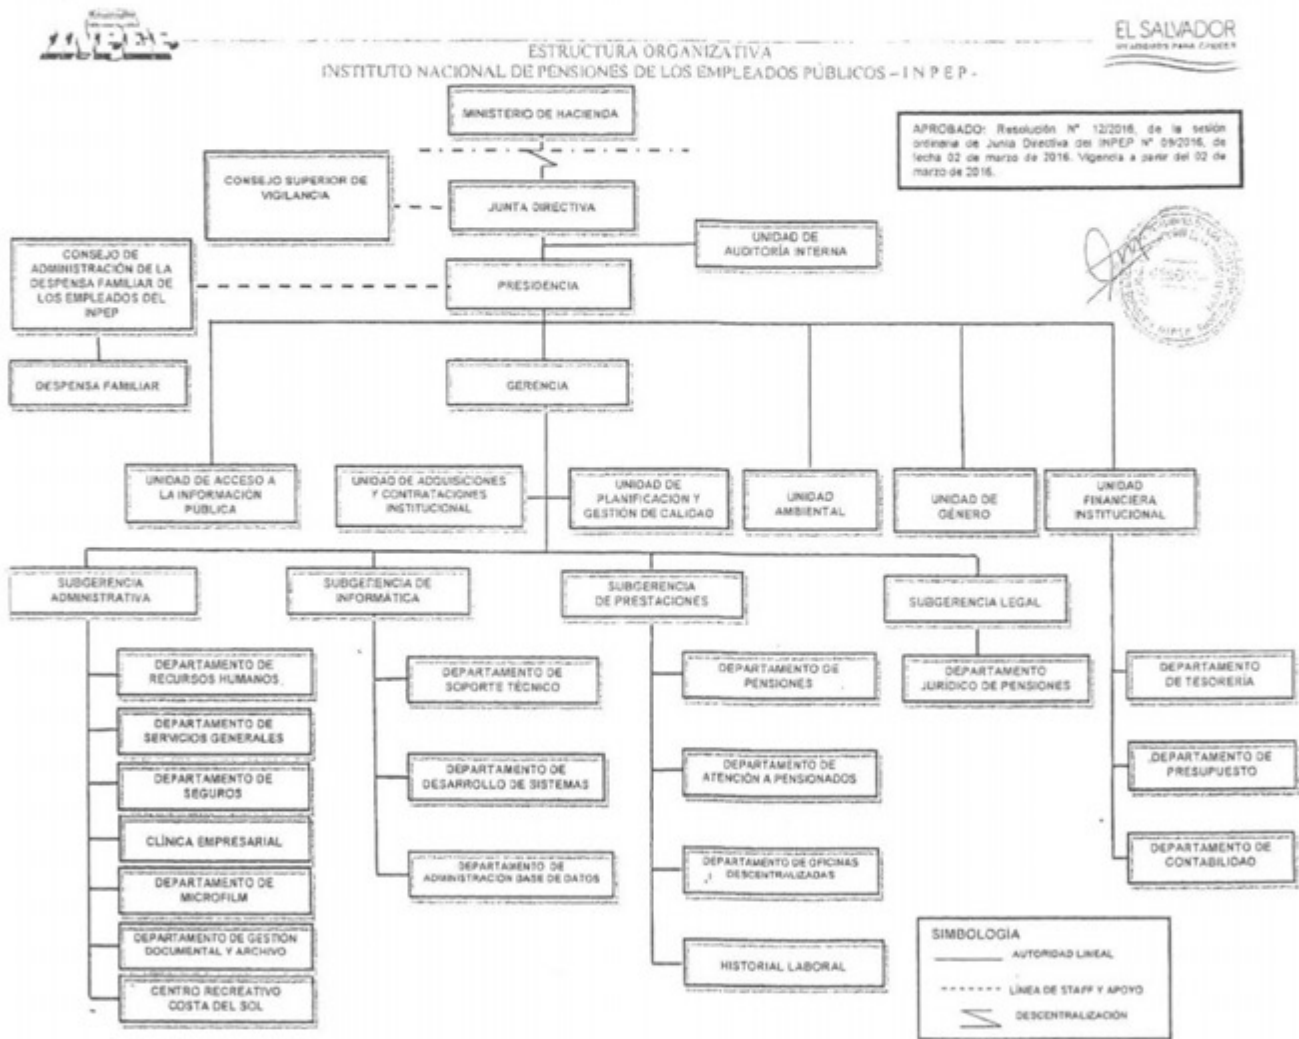 INPEP
EL SALVADOR
UNÁMONOS PARA CRECER
ESTRUCTURA ORGANIZATIVA
INSTITUTO NACIONAL DE PENSIONES DE LOS EMPLEADOS PÚBLICOS – I N P E P -
MINISTERIO DE HACIENDA
APROBADO: Resolución N° 12/2016, de la sesión
ordinaria de Junta Directiva del INPEP N° 09/2016, de
fecha 02 de marzo de 2016. Vigencia a partir del 02 de
marzo de 2016.
CONSEJO SUPERIOR DE
VIGILANCIA
JUNTA DIRECTIVA
UNIDAD DE
AUDITORÍA INTERNA
CONSEJO DE
ADMINISTRACIÓN DE LA
DESPENSA FAMILIAR DE
LOS EMPLEADOS DEL
INPEP
PRESIDENCIA
DESPENSA FAMILIAR
GERENCIA
UNIDAD DE ACCESO A
LA INFORMACIÓN
PÚBLICA
UNIDAD DE ADQUISICIONES
Y CONTRATACIONES
INSTITUCIONAL
UNIDAD DE
PLANIFICACIÓN Y
GESTIÓN DE CALIDAD
UNIDAD
AMBIENTAL
UNIDAD DE
GÉNERO
UNIDAD
FINANCIERA
INSTITUCIONAL
SUBGERENCIA
ADMINISTRATIVA
SUBGERENCIA DE
INFORMÁTICA
SUBGERENCIA
DE PRESTACIONES
SUBGERENCIA LEGAL
DEPARTAMENTO DE
RECURSOS HUMANOS
DEPARTAMENTO DE
SERVICIOS GENERALES
DEPARTAMENTO DE
SEGUROS
CLÍNICA EMPRESARIAL
DEPARTAMENTO DE
MICROFILM
DEPARTAMENTO DE GESTIÓN
DOCUMENTAL Y ARCHIVO
CENTRO RECREATIVO
COSTA DEL SOL
DEPARTAMENTO DE
SOPORTE TÉCNICO
DEPARTAMENTO DE
DESARROLLO DE SISTEMAS
DEPARTAMENTO DE
ADMINISTRACIÓN BASE DE DATOS
DEPARTAMENTO DE
PENSIONES
DEPARTAMENTO DE
ATENCIÓN A PENSIONADOS
DEPARTAMENTO DE OFICINAS
DESCENTRALIZADAS
HISTORIAL LABORAL
DEPARTAMENTO
JURÍDICO DE PENSIONES
DEPARTAMENTO
DE TESORERÍA
DEPARTAMENTO DE
PRESUPUESTO
DEPARTAMENTO DE
CONTABILIDAD
SIMBOLOGÍA
AUTORIDAD LINEAL
LÍNEA DE STAFF Y APOYO
DESCENTRALIZACIÓN